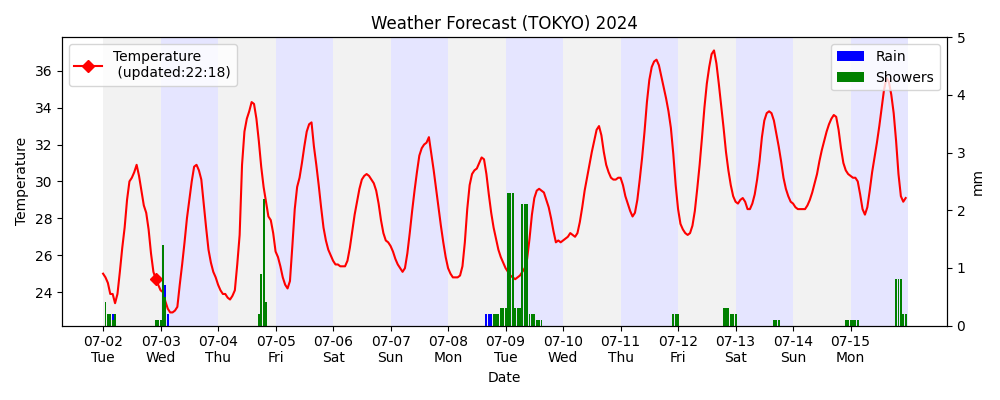 Weather Forecast (TOKYO) 2024
Temperature
(updated:22:18)
Rain
Showers
Temperature
36
34
32
30
28
26
24
5
4
3
2
1
0
mm
07-02 07-03 07-04 07-05 07-06 07-07 07-08 07-09 07-10 07-11 07-12 07-13 07-14 07-15
Tue Wed Thu Fri Sat Sun Mon Tue Wed Thu Fri Sat Sun Mon
Date